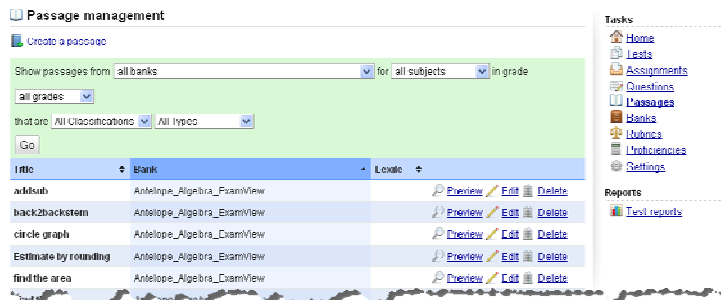 Passage management
Create a passage
Show passages from all banks for all subjects in grade
all grades
that are All Classifications All Types
Go
Title Bank Lexile
addsub Antelope_Algebra_ExamView Preview Edit Delete
back2backstem Antelope_Algebra_ExamView Preview Edit Delete
circle graph Antelope_Algebra_ExamView Preview Edit Delete
Estimate by rounding Antelope_Algebra_ExamView Preview Edit Delete
find the area Antelope_Algebra_ExamView Preview Edit Delete
Tasks
Home
Tests
Assignments
Questions
Passages
Banks
Rubrics
Proficiencies
Settings
Reports
Test reports